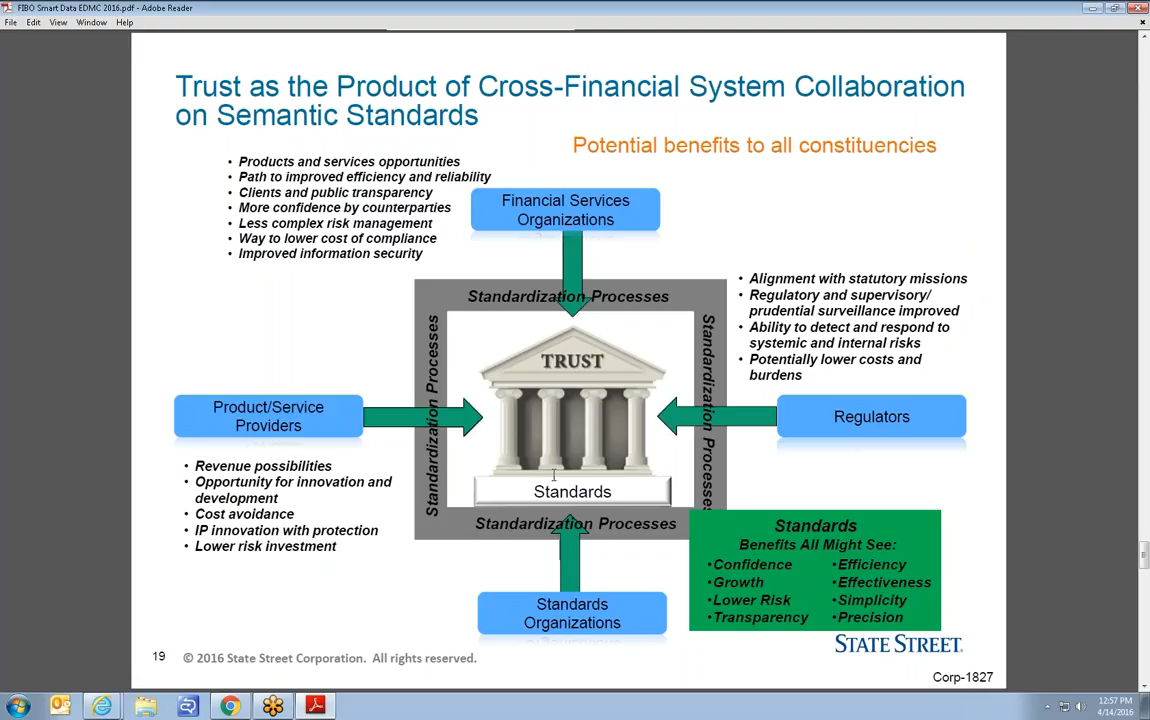 FIBO Smart Data EDMC 2016.pdf - Adobe Reader
File Edit View Window Help
Trust as the Product of Cross-Financial System Collaboration
on Semantic Standards
Potential benefits to all constituencies
• Products and services opportunities
• Path to improved efficiency and reliability
• Clients and public transparency
• More confidence by counterparties
• Less complex risk management
• Way to lower cost of compliance
• Improved information security
Financial Services
Organizations
• Alignment with statutory missions
• Regulatory and supervisory/
prudential surveillance improved
• Ability to detect and respond to
systemic and internal risks
• Potentially lower costs and
burdens
Standardization Processes
Standardization Processes
TRUST
Standardization Processes
Product/Service
Providers
Regulators
• Revenue possibilities
• Opportunity for innovation and
development
• Cost avoidance
• IP innovation with protection
• Lower risk investment
Standards
Standardization Processes
Standards
Organizations
Standards
Benefits All Might See:
•Confidence •Efficiency
•Growth •Effectiveness
•Lower Risk •Simplicity
•Transparency •Precision
STATE STREET.
19 © 2016 State Street Corporation. All rights reserved.
Corp-1827
12:57 PM
4/14/2016